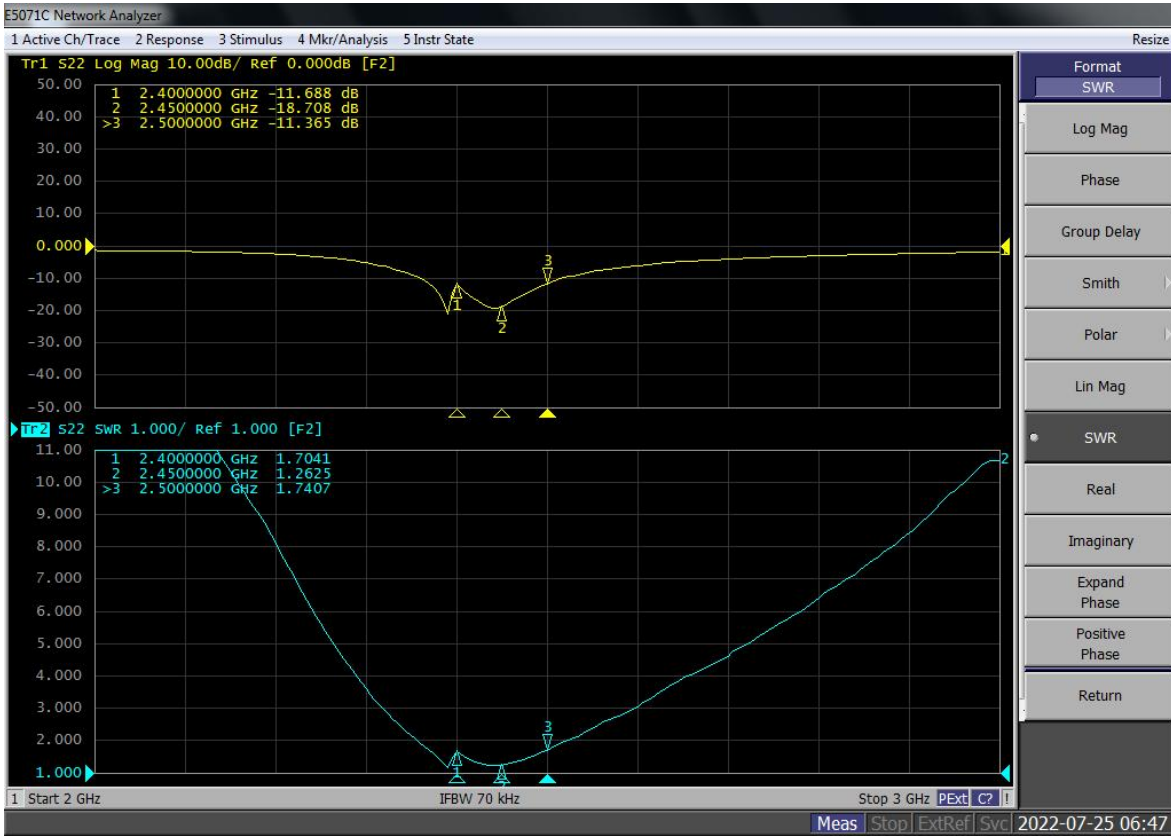 E5071C Network Analyzer
1 Active Ch/Trace 2 Response 3 Stimulus 4 Mkr/Analysis 5 Instr State Resize
Tr1 S22 Log Mag 10.00dB/ Ref 0.000dB [F2]
50.00
1 2.4000000 GHz -11.688 dB
2 2.4500000 GHz -18.708 dB
>3 2.5000000 GHz -11.365 dB
40.00
30.00
20.00
10.00
0.000
-10.00
-20.00
-30.00
-40.00
-50.00
1
2
3
Tr2 S22 SWR 1.000/ Ref 1.000 [F2]
11.00
1 2.4000000 GHz 1.7041
2 2.4500000 GHz 1.2625
>3 2.5000000 GHz 1.7407
10.00
9.000
8.000
7.000
6.000
5.000
4.000
3.000
2.000
1.000
1
3
2
1 Start 2 GHz IFBW 70 kHz Stop 3 GHz PExt C? !
Format
SWR
Log Mag
Phase
Group Delay
Smith
Polar
Lin Mag
SWR
Real
Imaginary
Expand
Phase
Positive
Phase
Return
Meas Stop ExtRef Svc 2022-07-25 06:47